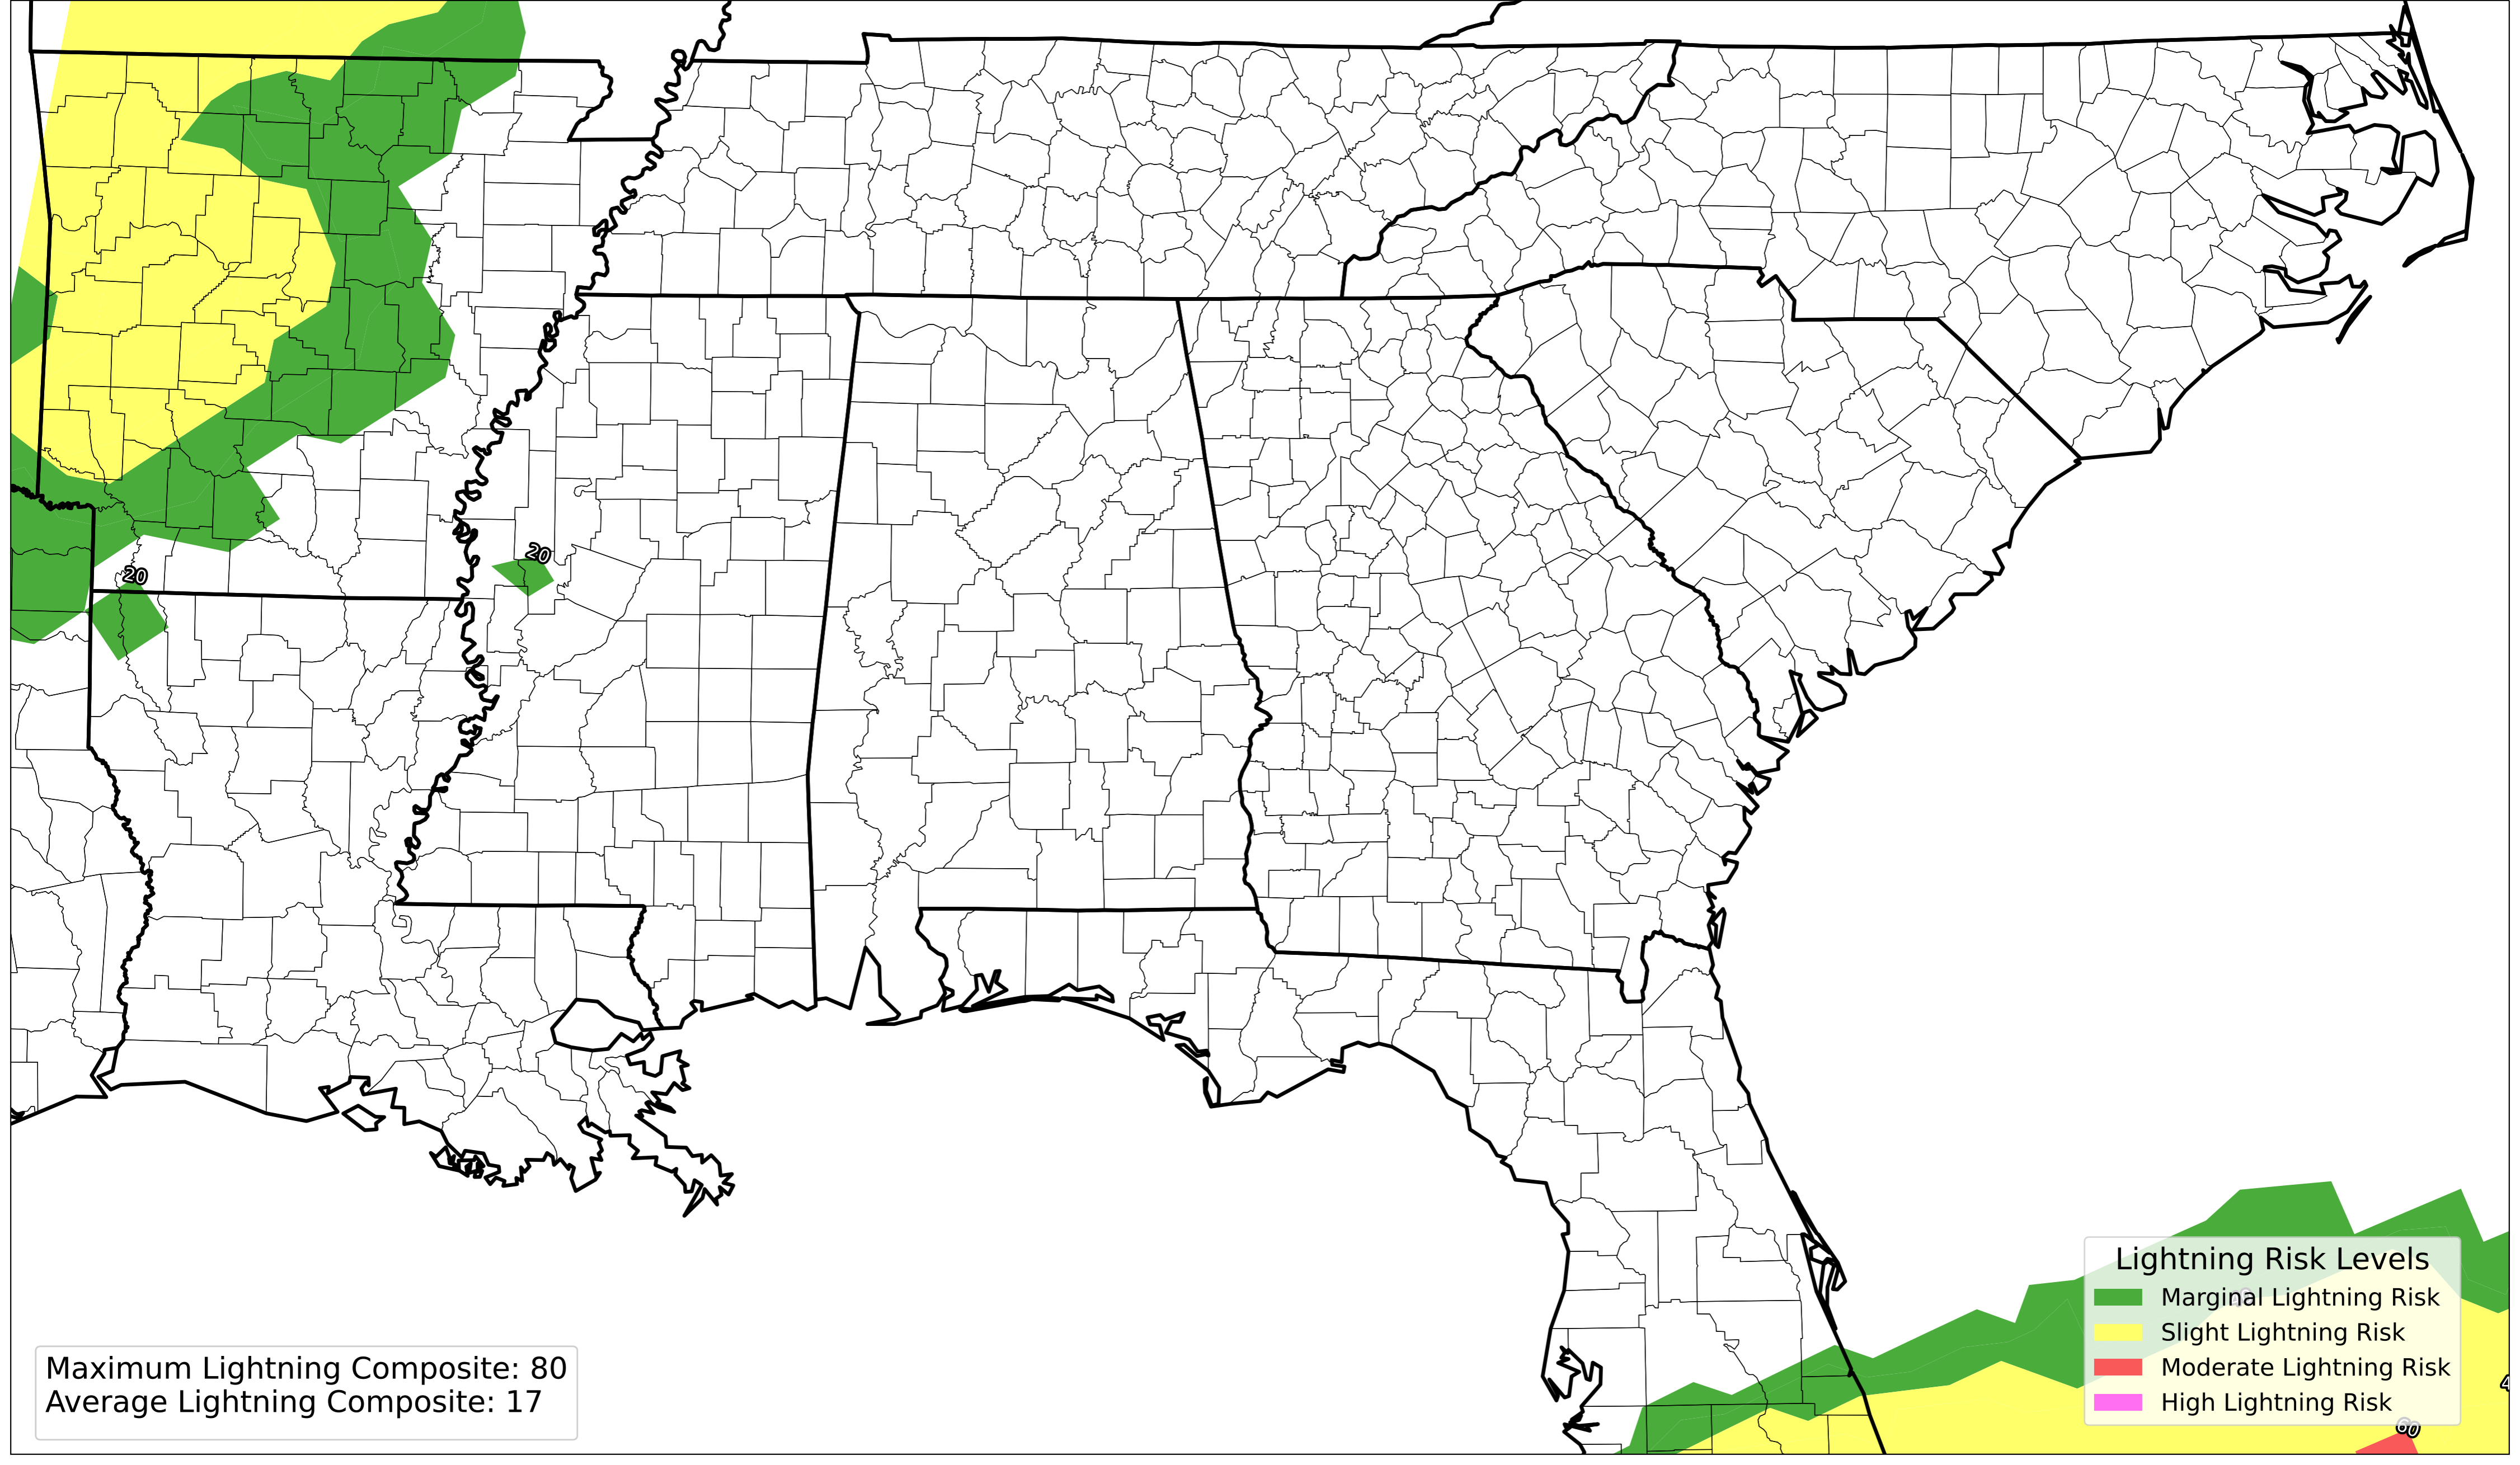 20
20
Lightning Risk Levels
Marginal Lightning Risk
Slight Lightning Risk
Moderate Lightning Risk
High Lightning Risk
Maximum Lightning Composite: 80
Average Lightning Composite: 17
60